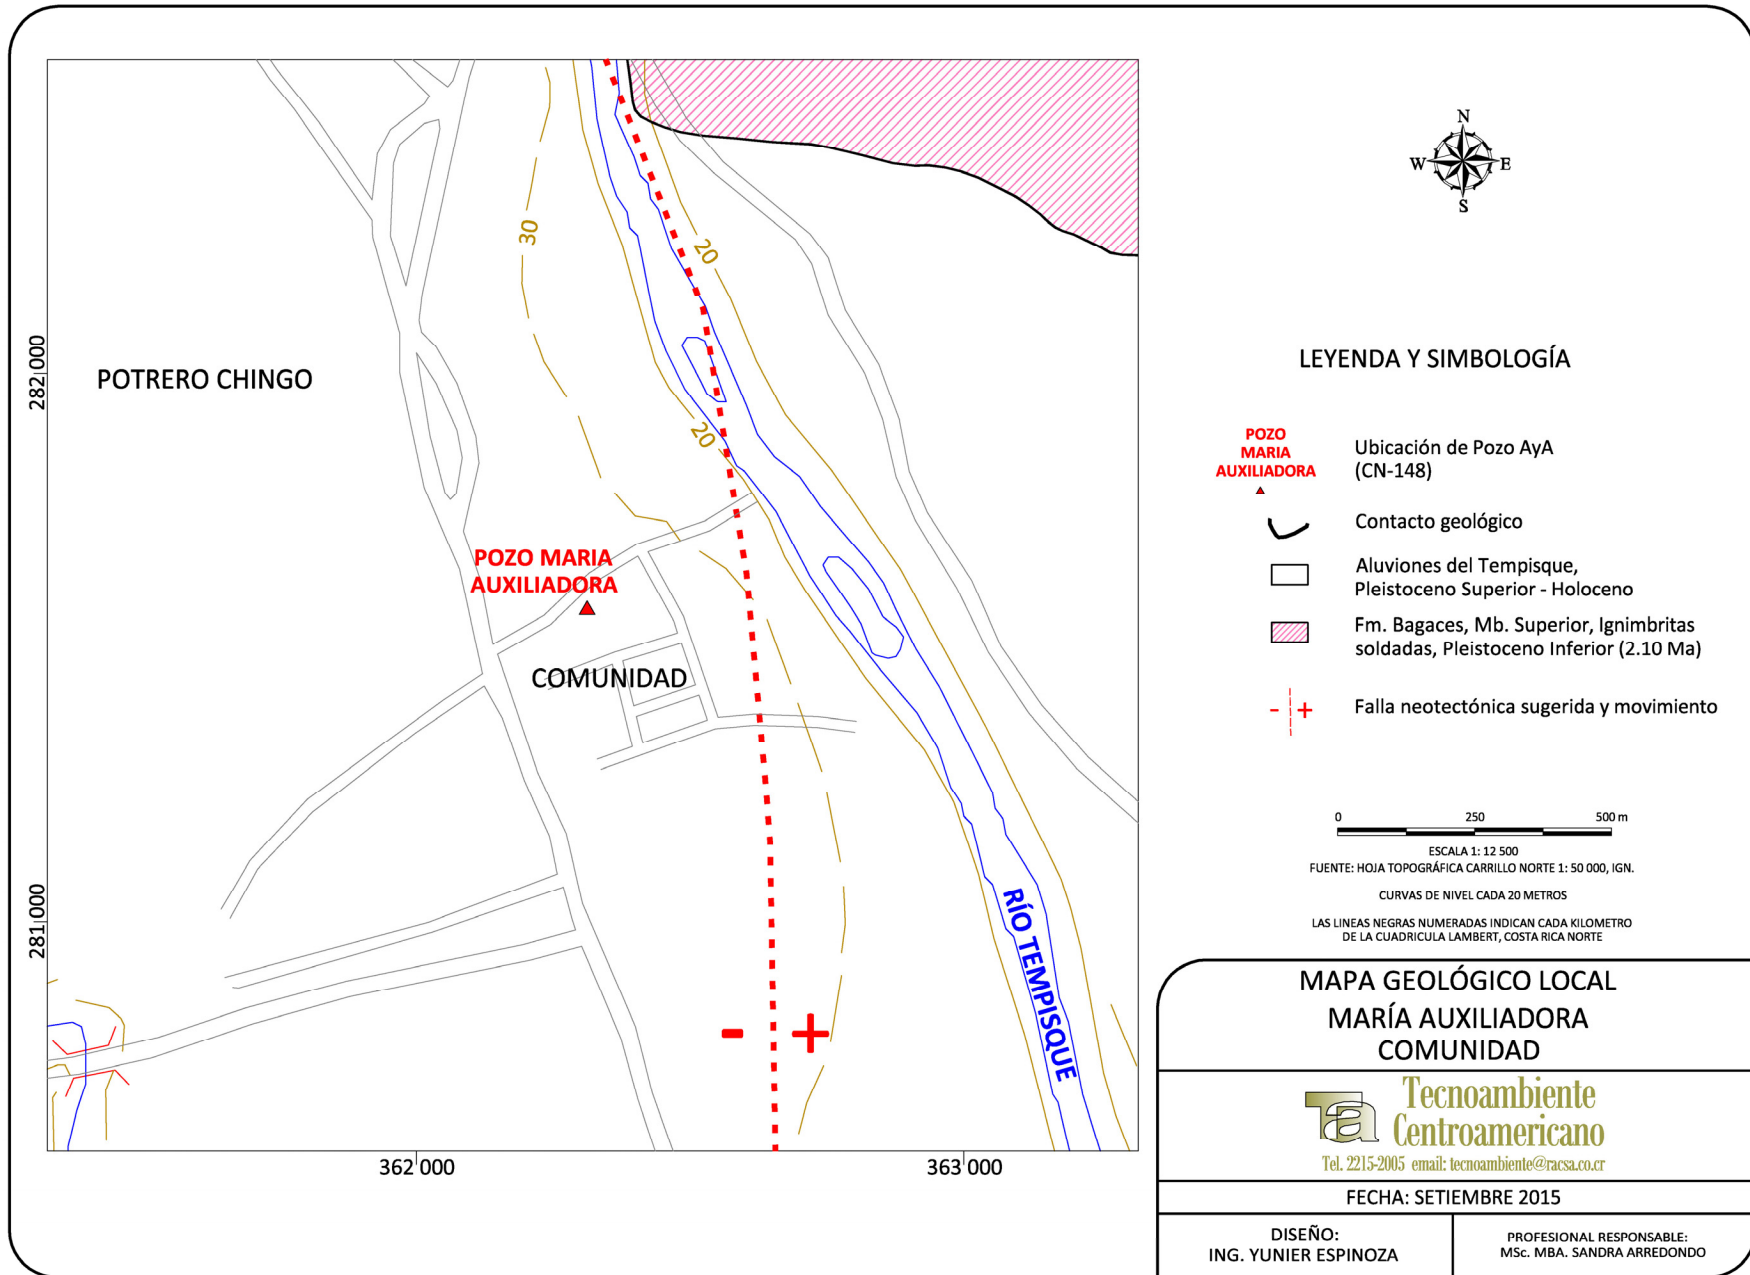 30
20
282 000
POTRERO CHINGO
20
POZO MARIA
AUXILIADORA
COMUNIDAD
281 000
RÍO TEMPISQUE
- +
362 000
363 000
N
W E
S
LEYENDA Y SIMBOLOGÍA
POZO
MARIA
AUXILIADORA
Ubicación de Pozo AyA
(CN-148)
Contacto geológico
Aluviones del Tempisque,
Pleistoceno Superior - Holoceno
Fm. Bagaces, Mb. Superior, Ignimbritas
soldadas, Pleistoceno Inferior (2.10 Ma)
- +
Falla neotectónica sugerida y movimiento
0 250 500 m
ESCALA 1: 12 500
FUENTE: HOJA TOPOGRÁFICA CARRILLO NORTE 1: 50 000, IGN.
CURVAS DE NIVEL CADA 20 METROS
LAS LINEAS NEGRAS NUMERADAS INDICAN CADA KILOMETRO
DE LA CUADRICULA LAMBERT, COSTA RICA NORTE
MAPA GEOLÓGICO LOCAL
MARÍA AUXILIADORA
COMUNIDAD
Ta
Tecnoambiente
Centroamericano
Tel. 2215-2005 email: tecnoambiente@racsa.co.cr
FECHA: SETIEMBRE 2015
DISEÑO:
ING. YUNIER ESPINOZA
PROFESIONAL RESPONSABLE:
MSc. MBA. SANDRA ARREDONDO